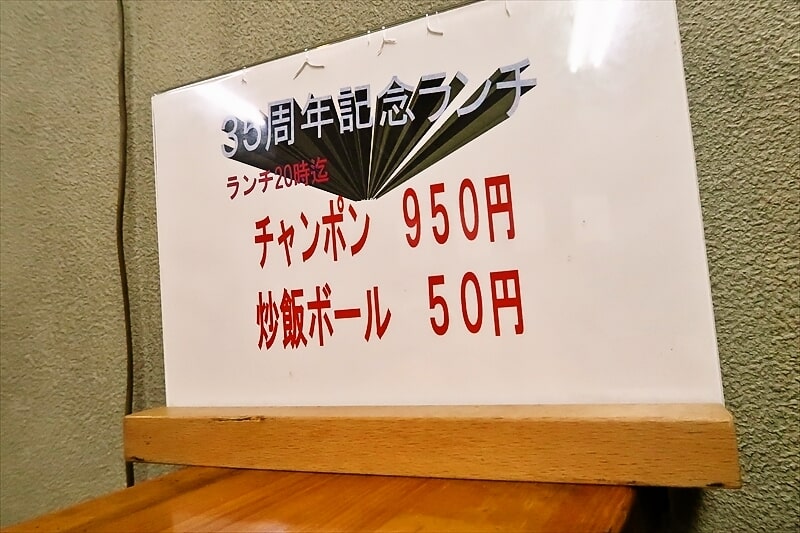 35周年記念ランチ
ランチ20時迄
チャンポン 950円
炒飯ボール 50円